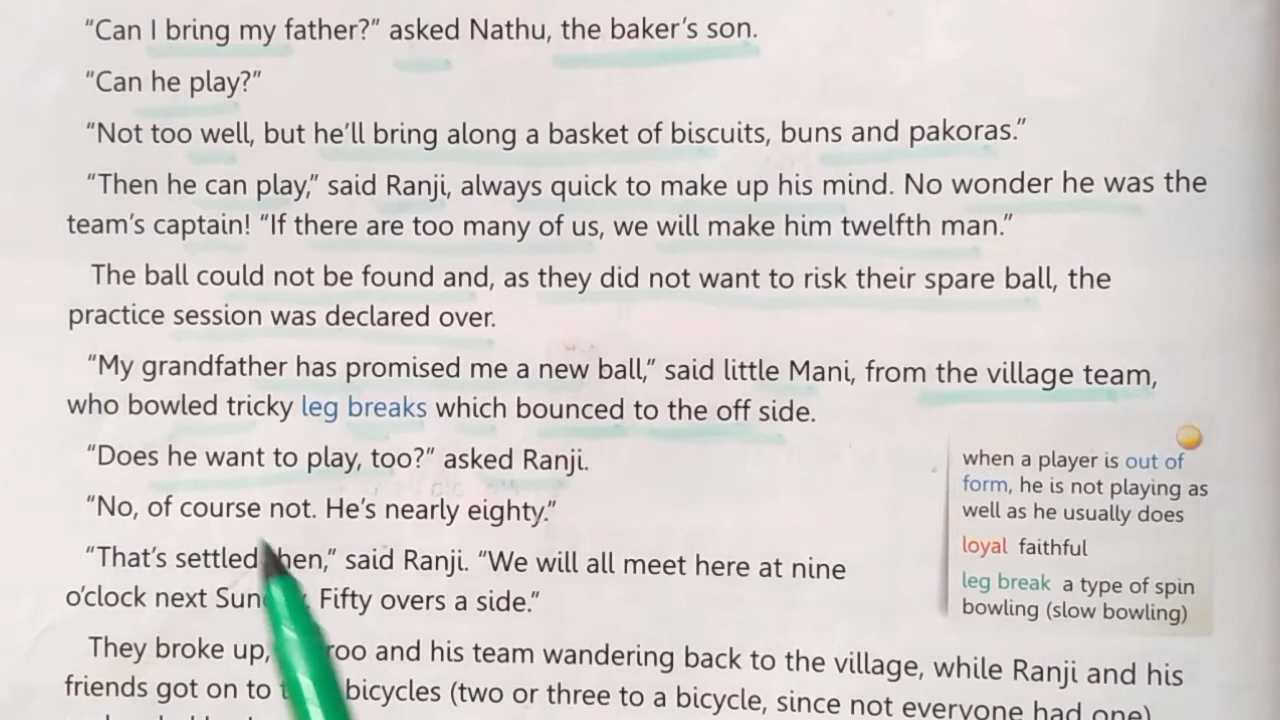 “Can I bring my father?” asked Nathu, the baker’s son.
“Can he play?”
“Not too well, but he’ll bring along a basket of biscuits, buns and pakoras.”
“Then he can play,” said Ranji, always quick to make up his mind. No wonder he was the
team’s captain! “If there are too many of us, we will make him twelfth man.”
The ball could not be found and, as they did not want to risk their spare ball, the
practice session was declared over.
“My grandfather has promised me a new ball,” said little Mani, from the village team,
who bowled tricky leg breaks which bounced to the off side.
“Does he want to play, too?” asked Ranji.
“No, of course not. He’s nearly eighty.”
“That’s settled then,” said Ranji. “We will all meet here at nine
o’clock next Fifty overs a side.”
They broke up, and his team wandering back to the village, while Ranji and his
friends got on to bicycles (two or three to a bicycle, since not everyone had one)
when a player is out of
form, he is not playing as
well as he usually does
loyal faithful
leg break a type of spin
bowling (slow bowling)